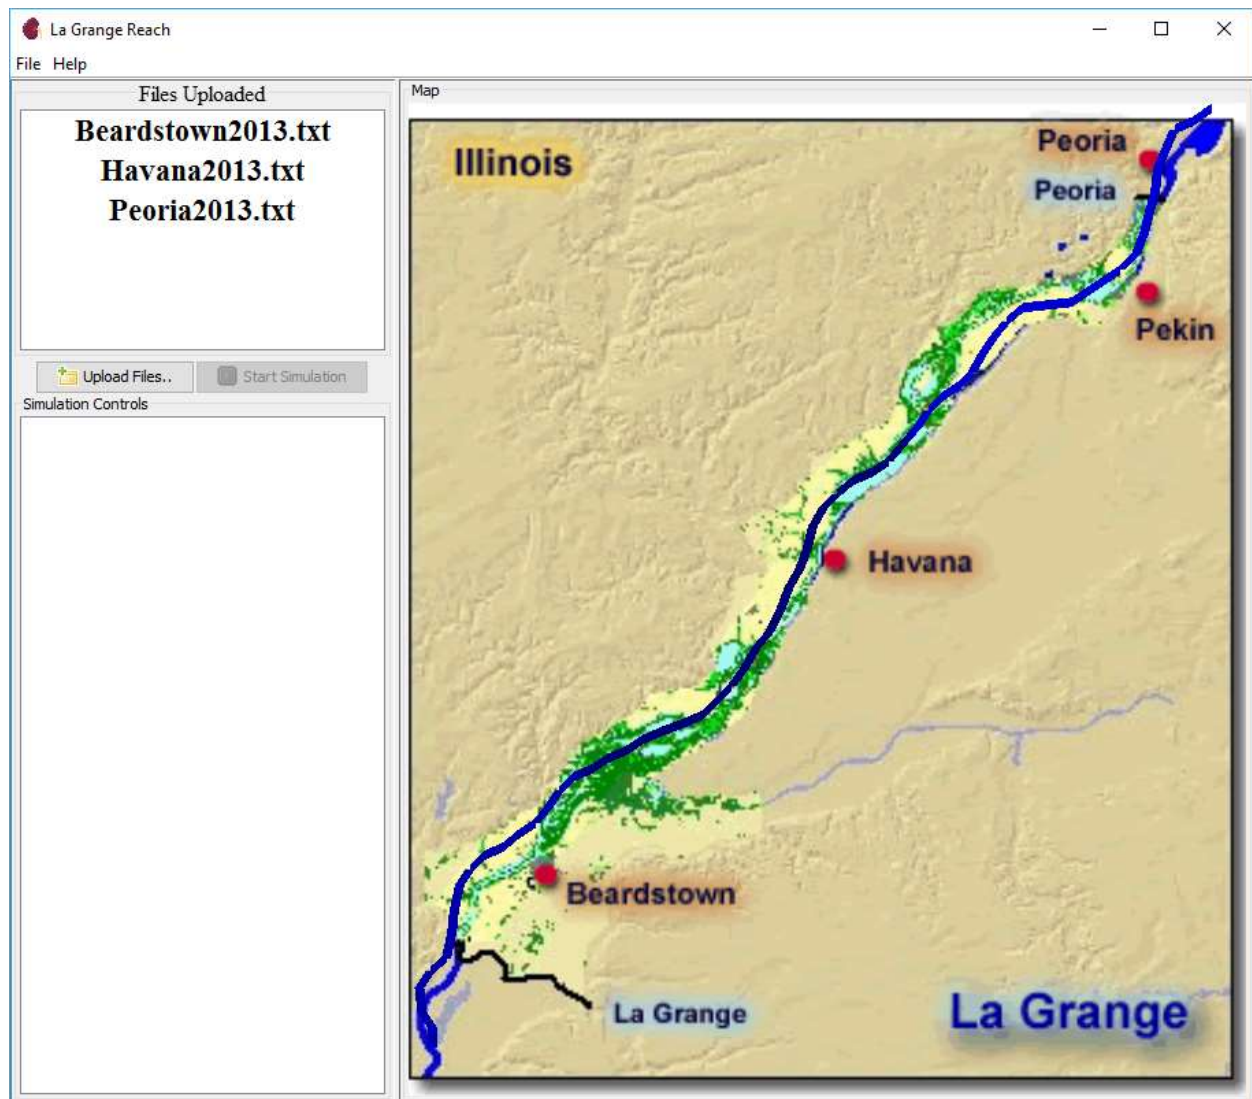 La Grange Reach
File Help
Files Uploaded
Beardstown2013.txt
Havana2013.txt
Peoria2013.txt
Upload Files.. Start Simulation
Simulation Controls
Map
Illinois
Peoria
Peoria
Pekin
Havana
Beardstown
La Grange
La Grange